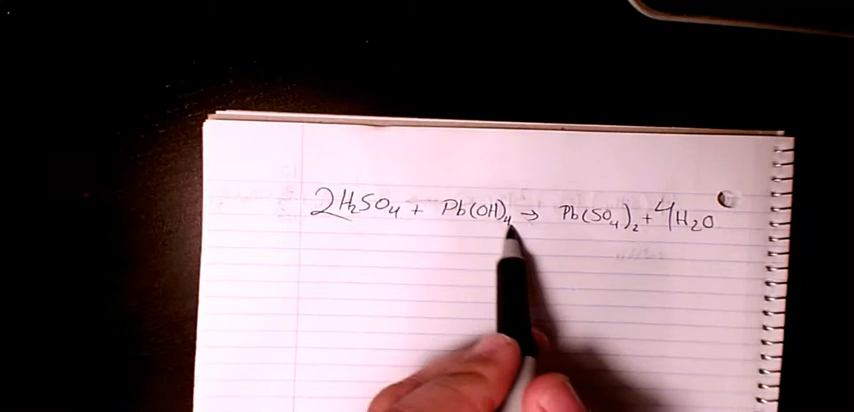 2H₂SO₄ + Pb(OH)₄ → Pb(SO₄)₂ + 4H₂O